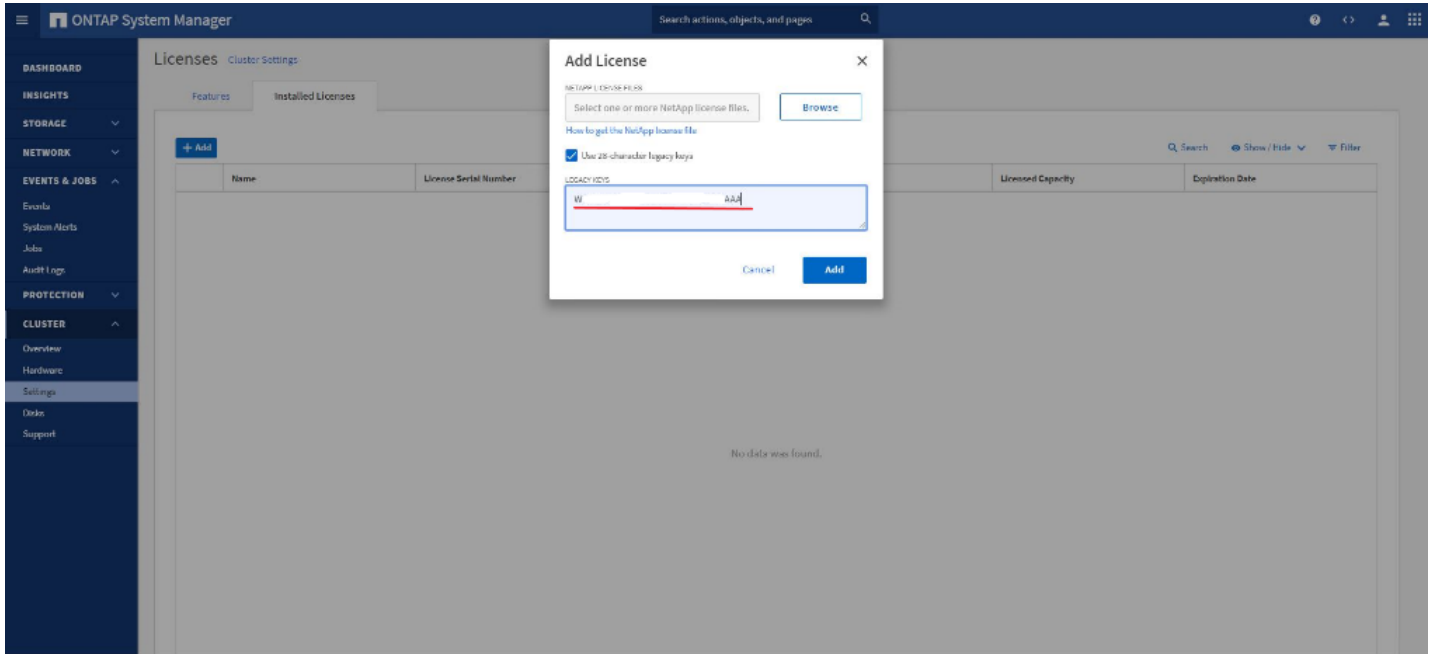 ONTAP System Manager
Search actions, objects, and pages
DASHBOARD
INSIGHTS
STORAGE
NETWORK
EVENTS & JOBS
Events
System Alerts
Jobs
Audit Logs
PROTECTION
CLUSTER
Overview
Hardware
Settings
Disks
Support
Licenses Cluster Settings
Features Installed Licenses
+ Add
Search Show / Hide Filter
Name License Serial Number Licensed Capacity Expiration Date
No data was found.
Add License
NETAPP LICENSE FILES
Select one or more NetApp license files. Browse
How to get the NetApp license file
Use 28-character legacy keys
LEGACY KEYS
W AAA
Cancel Add